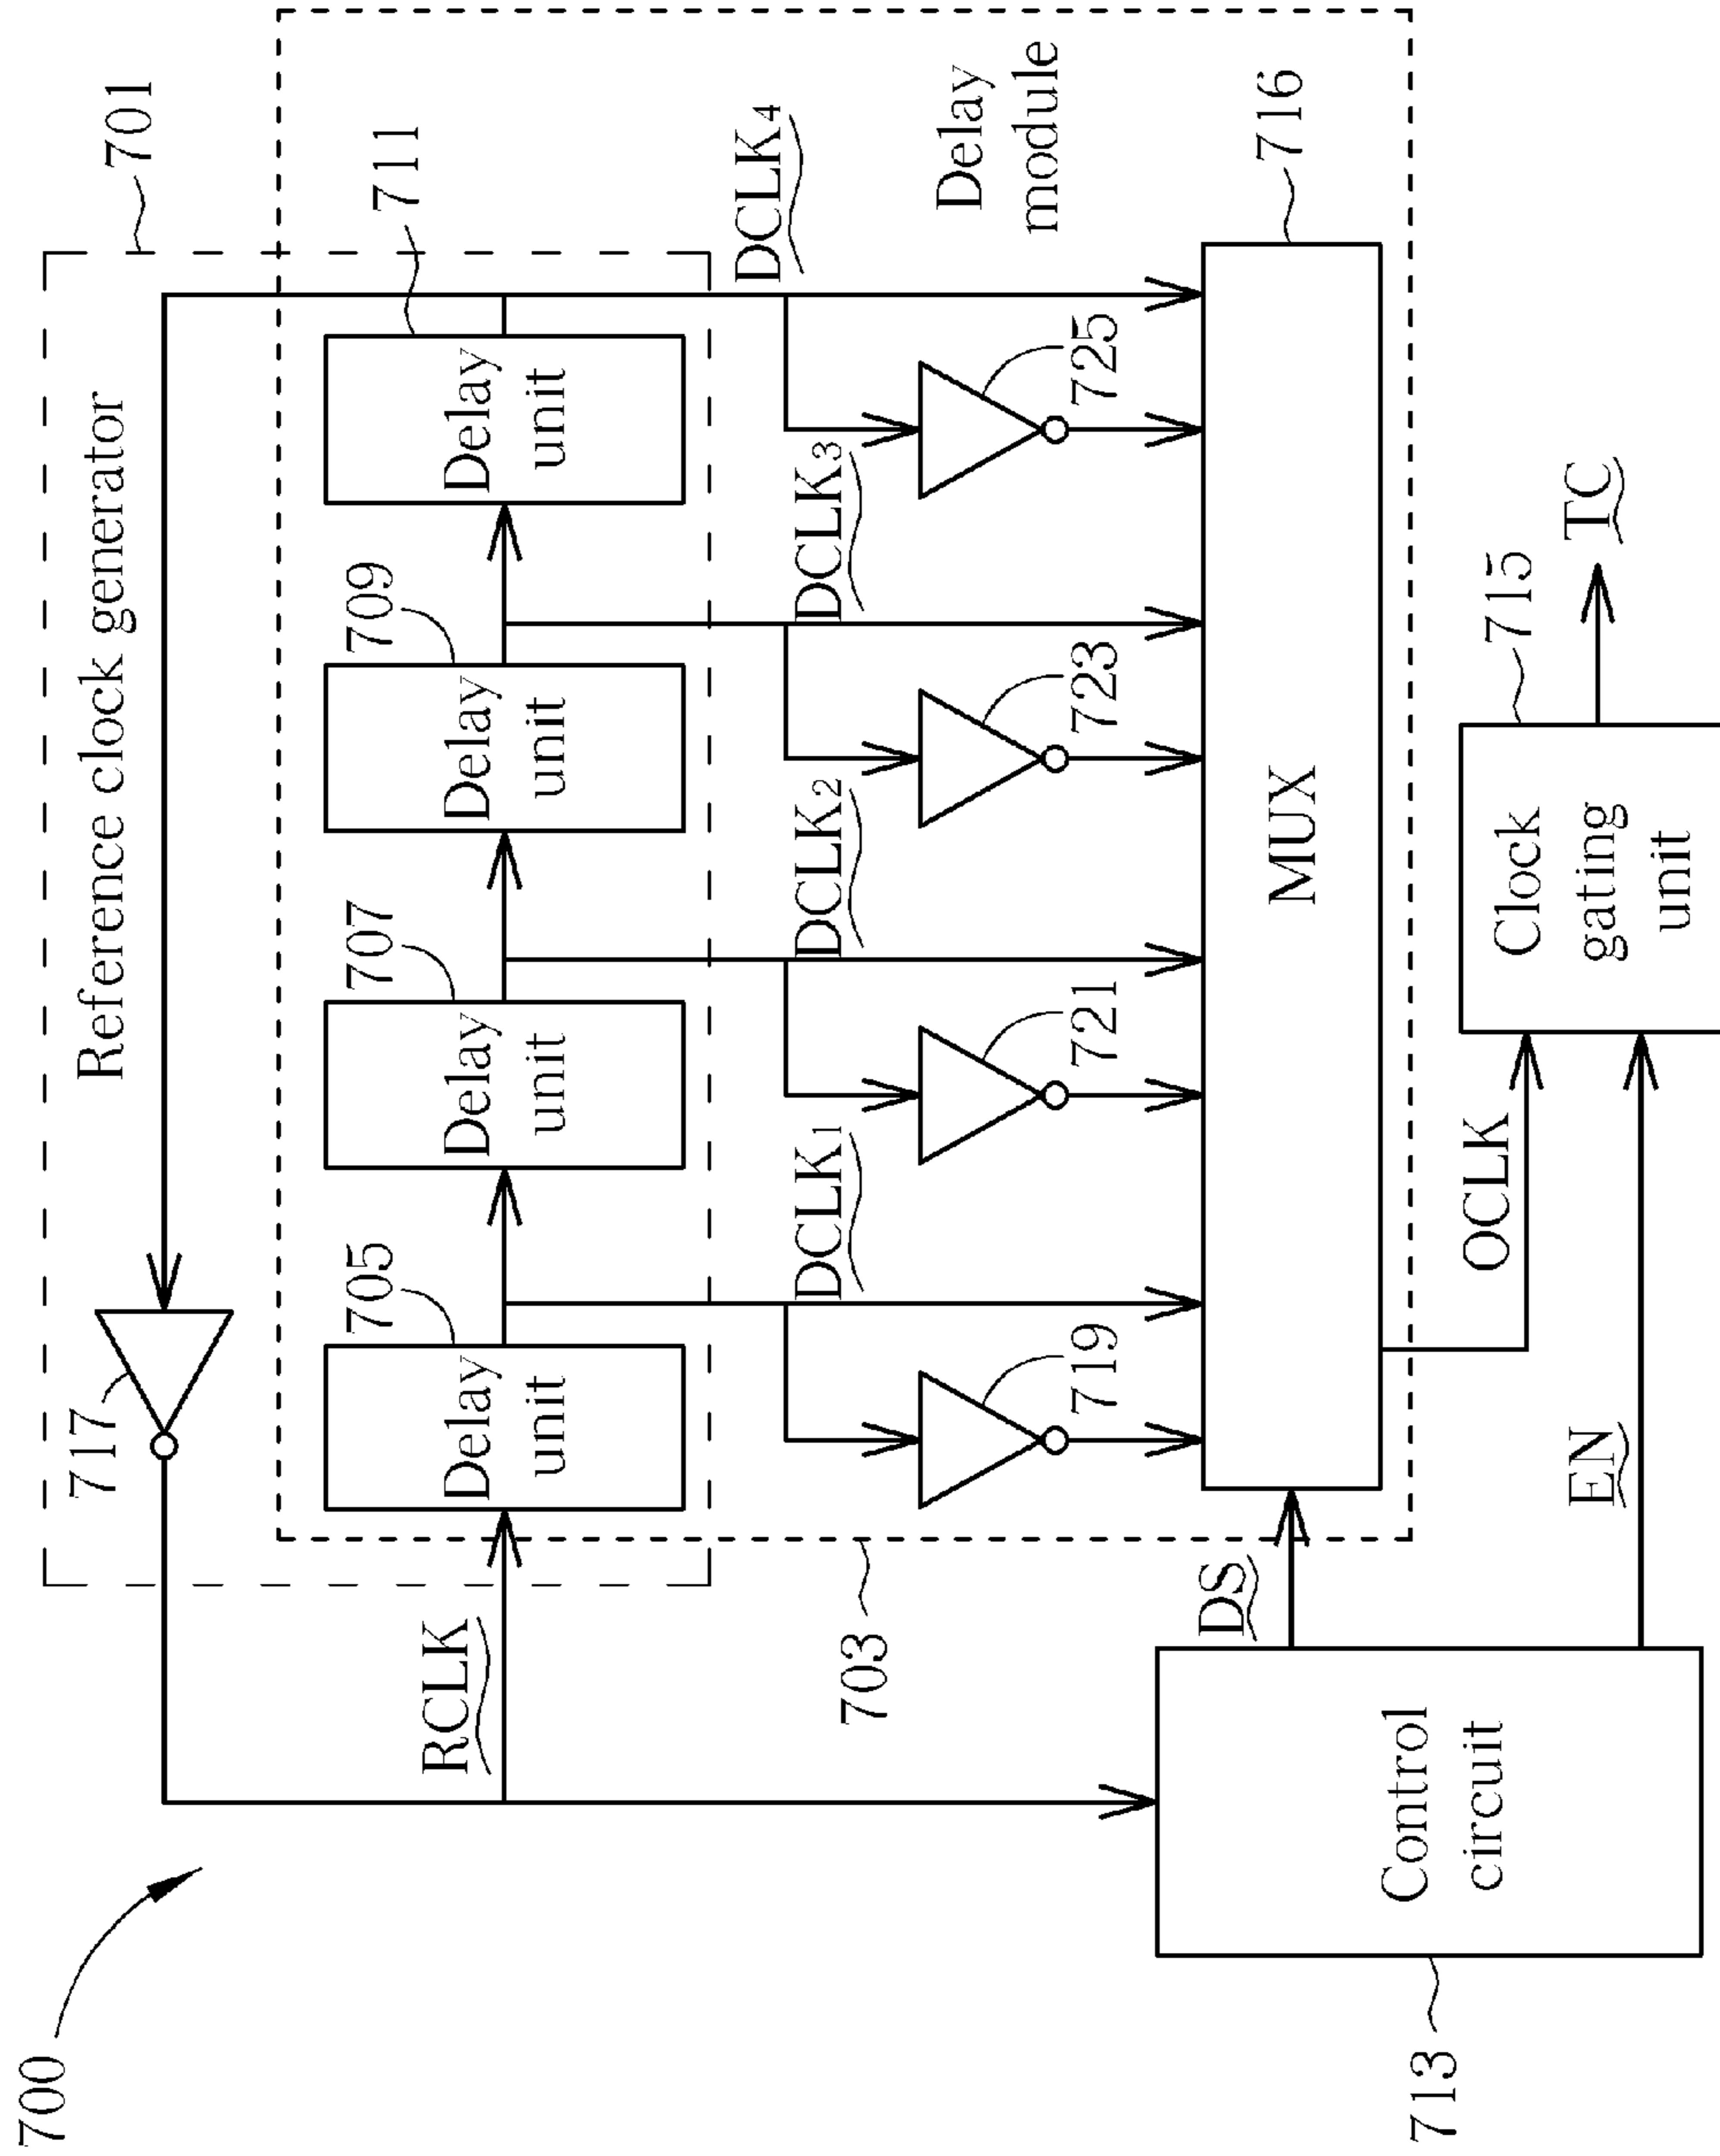 700
Reference clock generator
701
717
RCLK
705
Delay
unit
707
Delay
unit
709
Delay
unit
711
Delay
unit
DCLK1
DCLK2
DCLK3
DCLK4
719
721
723
725
Delay
module
703
DS
MUX
716
713
Control
circuit
EN
OCLK
Clock
gating
unit
715
TC